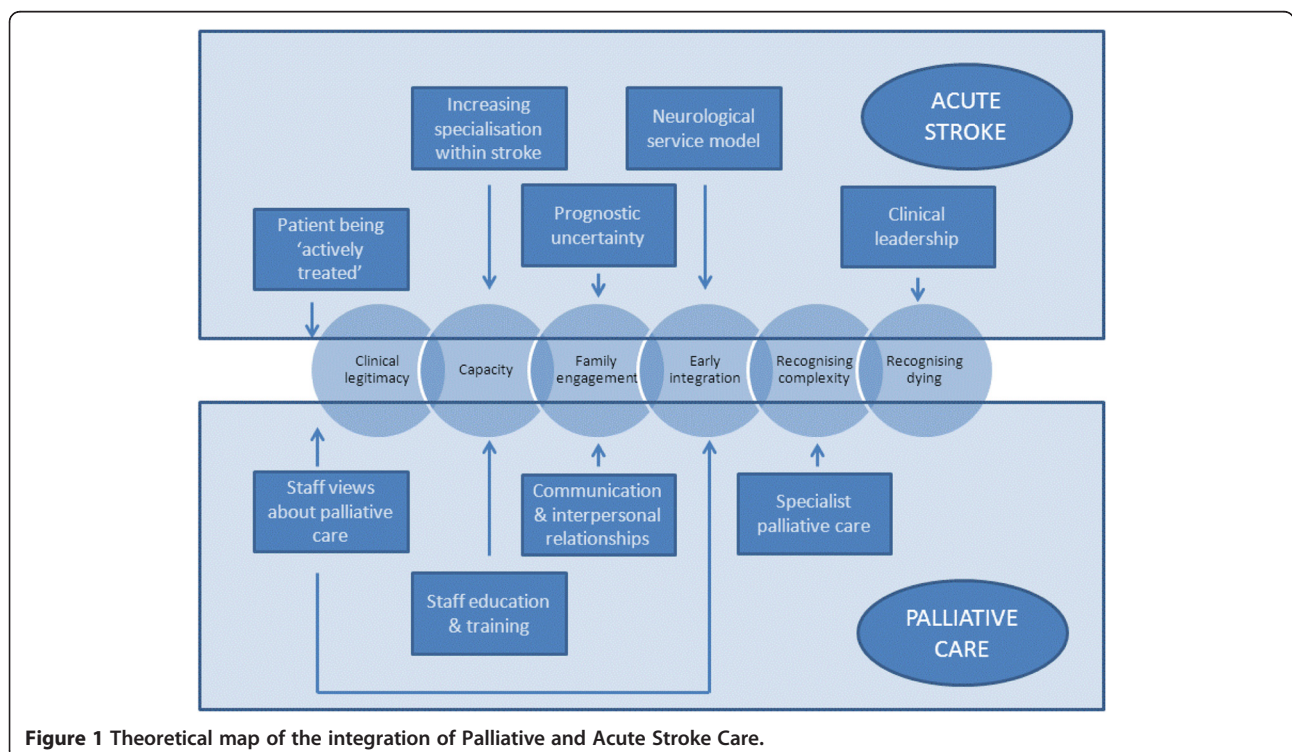 ACUTE
STROKE
Increasing
specialisation
within stroke
Neurological
service model
Patient being
‘actively
treated’
Prognostic
uncertainty
Clinical
leadership
Clinical
legitimacy
Capacity
Family
engagement
Early
integration
Recognising
complexity
Recognising
dying
Staff views
about palliative
care
Communication
& interpersonal
relationships
Specialist
palliative care
Staff education
& training
PALLIATIVE
CARE
Figure 1 Theoretical map of the integration of Palliative and Acute Stroke Care.